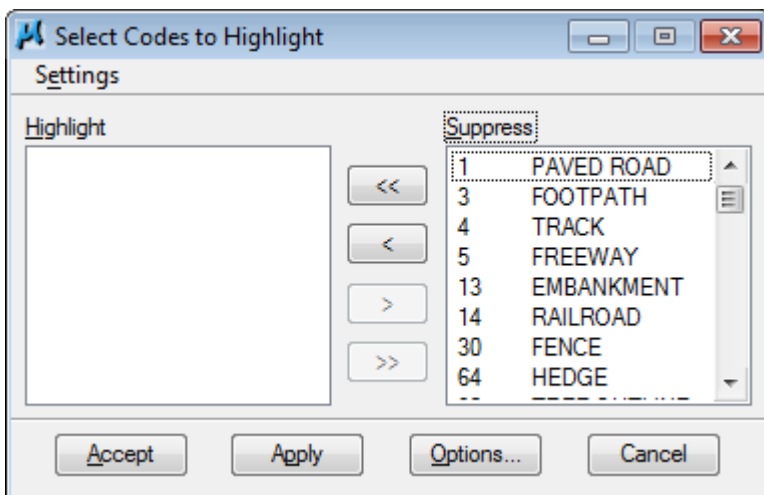 Select Codes to Highlight
Settings
Highlight
Suppress
<<
<
>
>>
1 PAVED ROAD
3 FOOTPATH
4 TRACK
5 FREEWAY
13 EMBANKMENT
14 RAILROAD
30 FENCE
64 HEDGE
Accept
Apply
Options...
Cancel